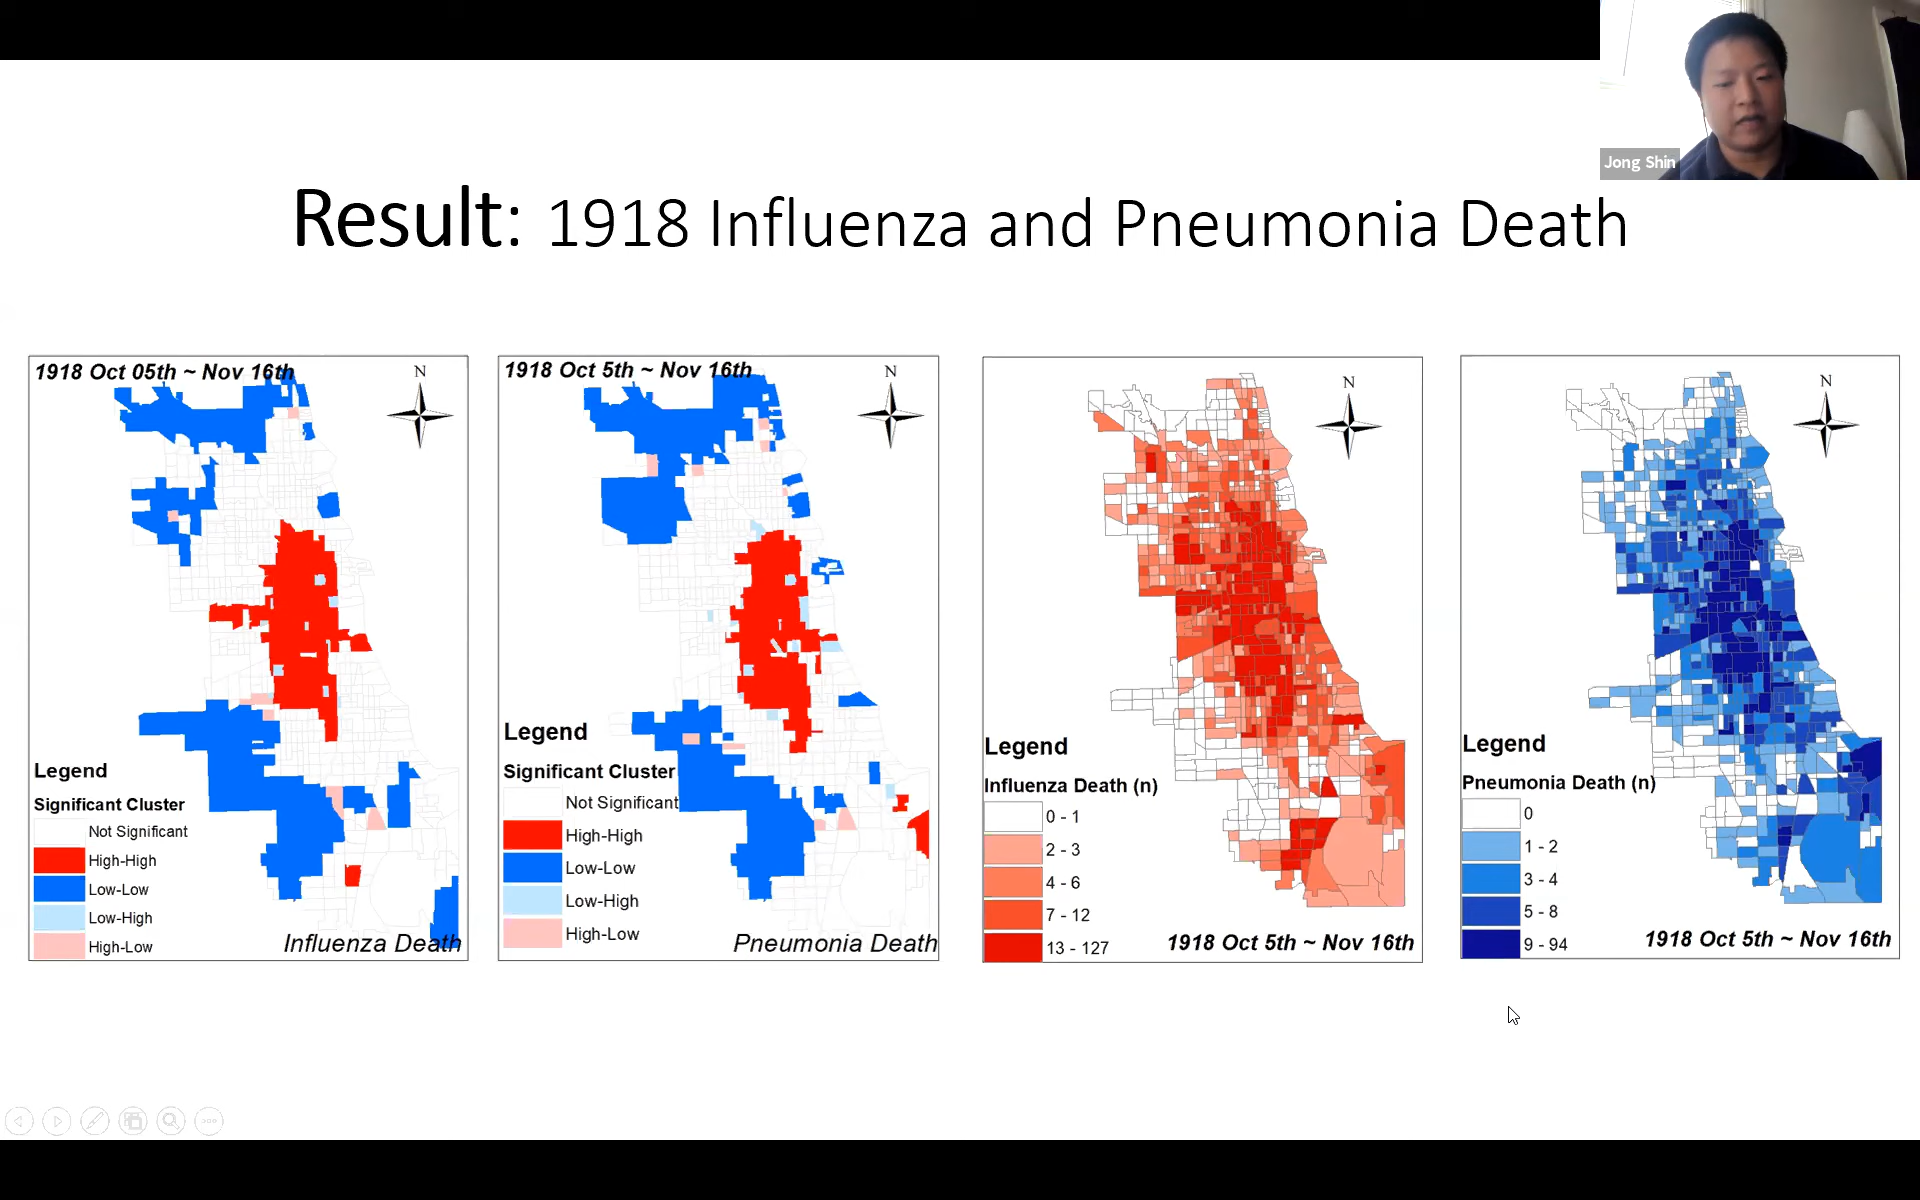 Jong Shin
Result: 1918 Influenza and Pneumonia Death
1918 Oct 05th ~ Nov 16th
N
Legend
Significant Cluster
Not Significant
High-High
Low-Low
Low-High
High-Low
Influenza Death
1918 Oct 5th ~ Nov 16th
N
Legend
Significant Cluster
Not Significant
High-High
Low-Low
Low-High
High-Low
Pneumonia Death
N
Legend
Influenza Death (n)
0 - 1
2 - 3
4 - 6
7 - 12
13 - 127
1918 Oct 5th ~ Nov 16th
N
Legend
Pneumonia Death (n)
0
1 - 2
3 - 4
5 - 8
9 - 94
1918 Oct 5th ~ Nov 16th